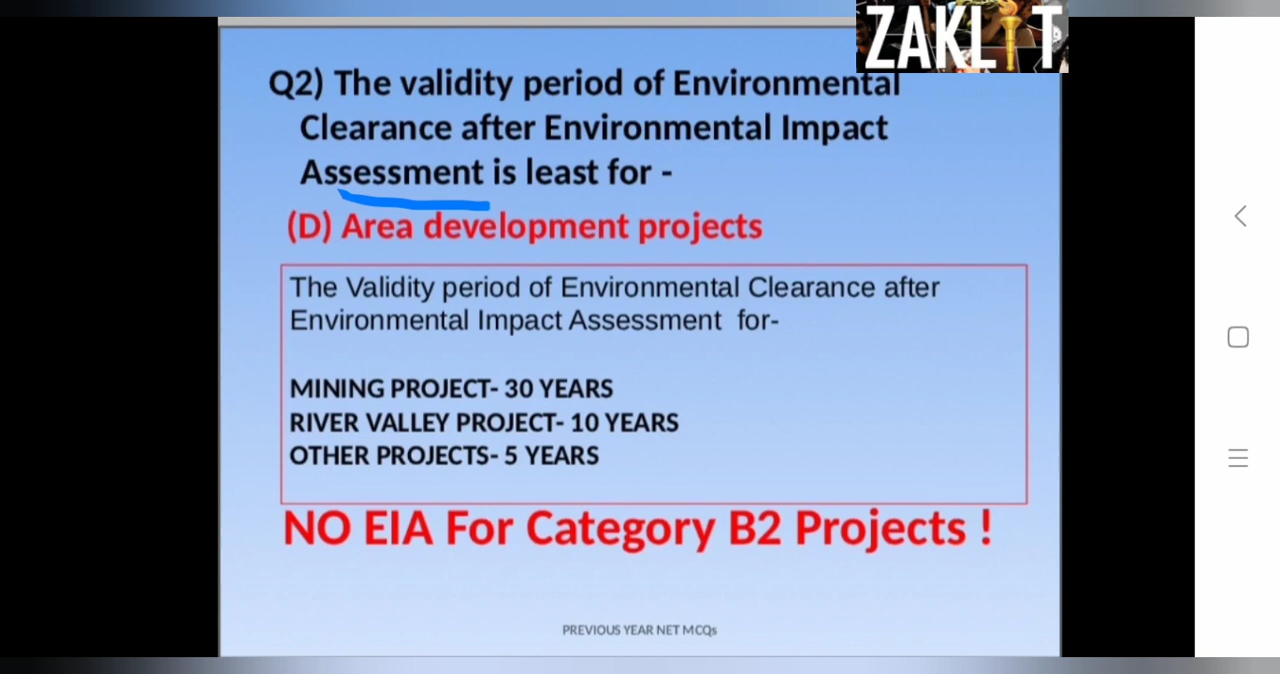 ZAKLIT
Q2) The validity period of Environmental
Clearance after Environmental Impact
Assessment is least for -
(D) Area development projects
The Validity period of Environmental Clearance after
Environmental Impact Assessment for-
MINING PROJECT- 30 YEARS
RIVER VALLEY PROJECT- 10 YEARS
OTHER PROJECTS- 5 YEARS
NO EIA For Category B2 Projects !
PREVIOUS YEAR NET MCQs